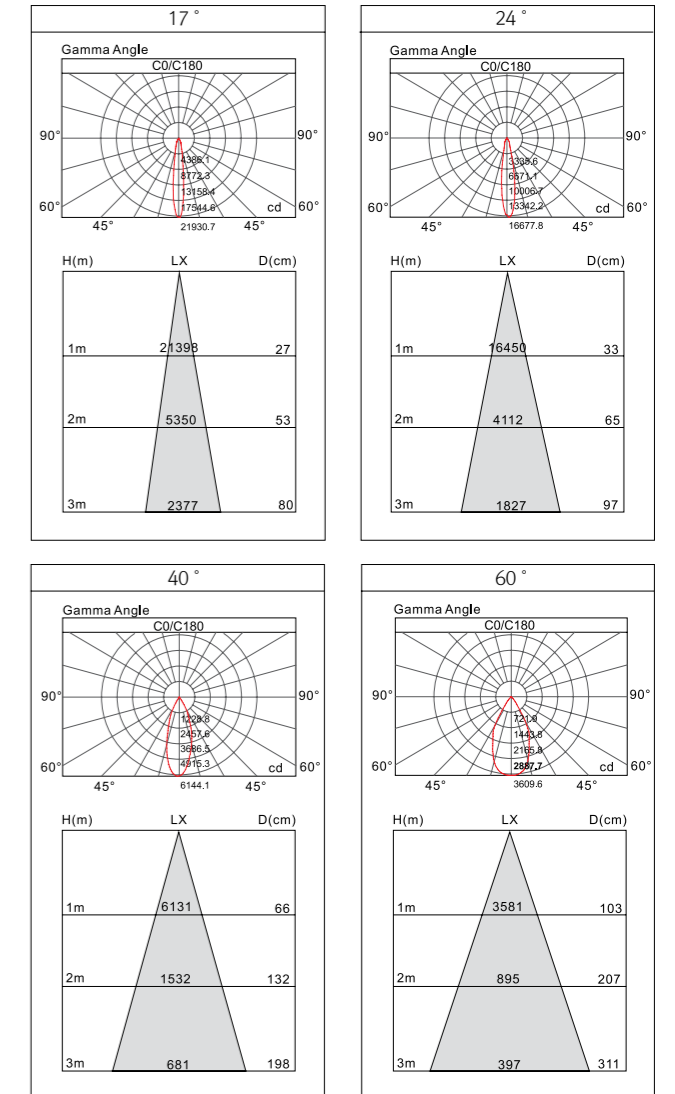 17 °
Gamma Angle
C0/C180
90° 90°
4386.1
8772.3
13158.4
60° 17544.6 cd 60°
45° 21930.7 45°
H(m) LX D(cm)
1m 21398 27
2m 5350 53
3m 2377 80
24 °
Gamma Angle
C0/C180
90° 90°
3335.6
6671.1
10006.7
60° 13342.2 cd 60°
45° 16677.8 45°
H(m) LX D(cm)
1m 16450 33
2m 4112 65
3m 1827 97
40 °
Gamma Angle
C0/C180
90° 90°
1228.8
2457.6
3686.5
60° 4915.3 cd 60°
45° 6144.1 45°
H(m) LX D(cm)
1m 6131 66
2m 1532 132
3m 681 198
60 °
Gamma Angle
C0/C180
90° 90°
721.9
1443.8
2165.8
60° 2887.7 cd 60°
45° 3609.6 45°
H(m) LX D(cm)
1m 3581 103
2m 895 207
3m 397 311